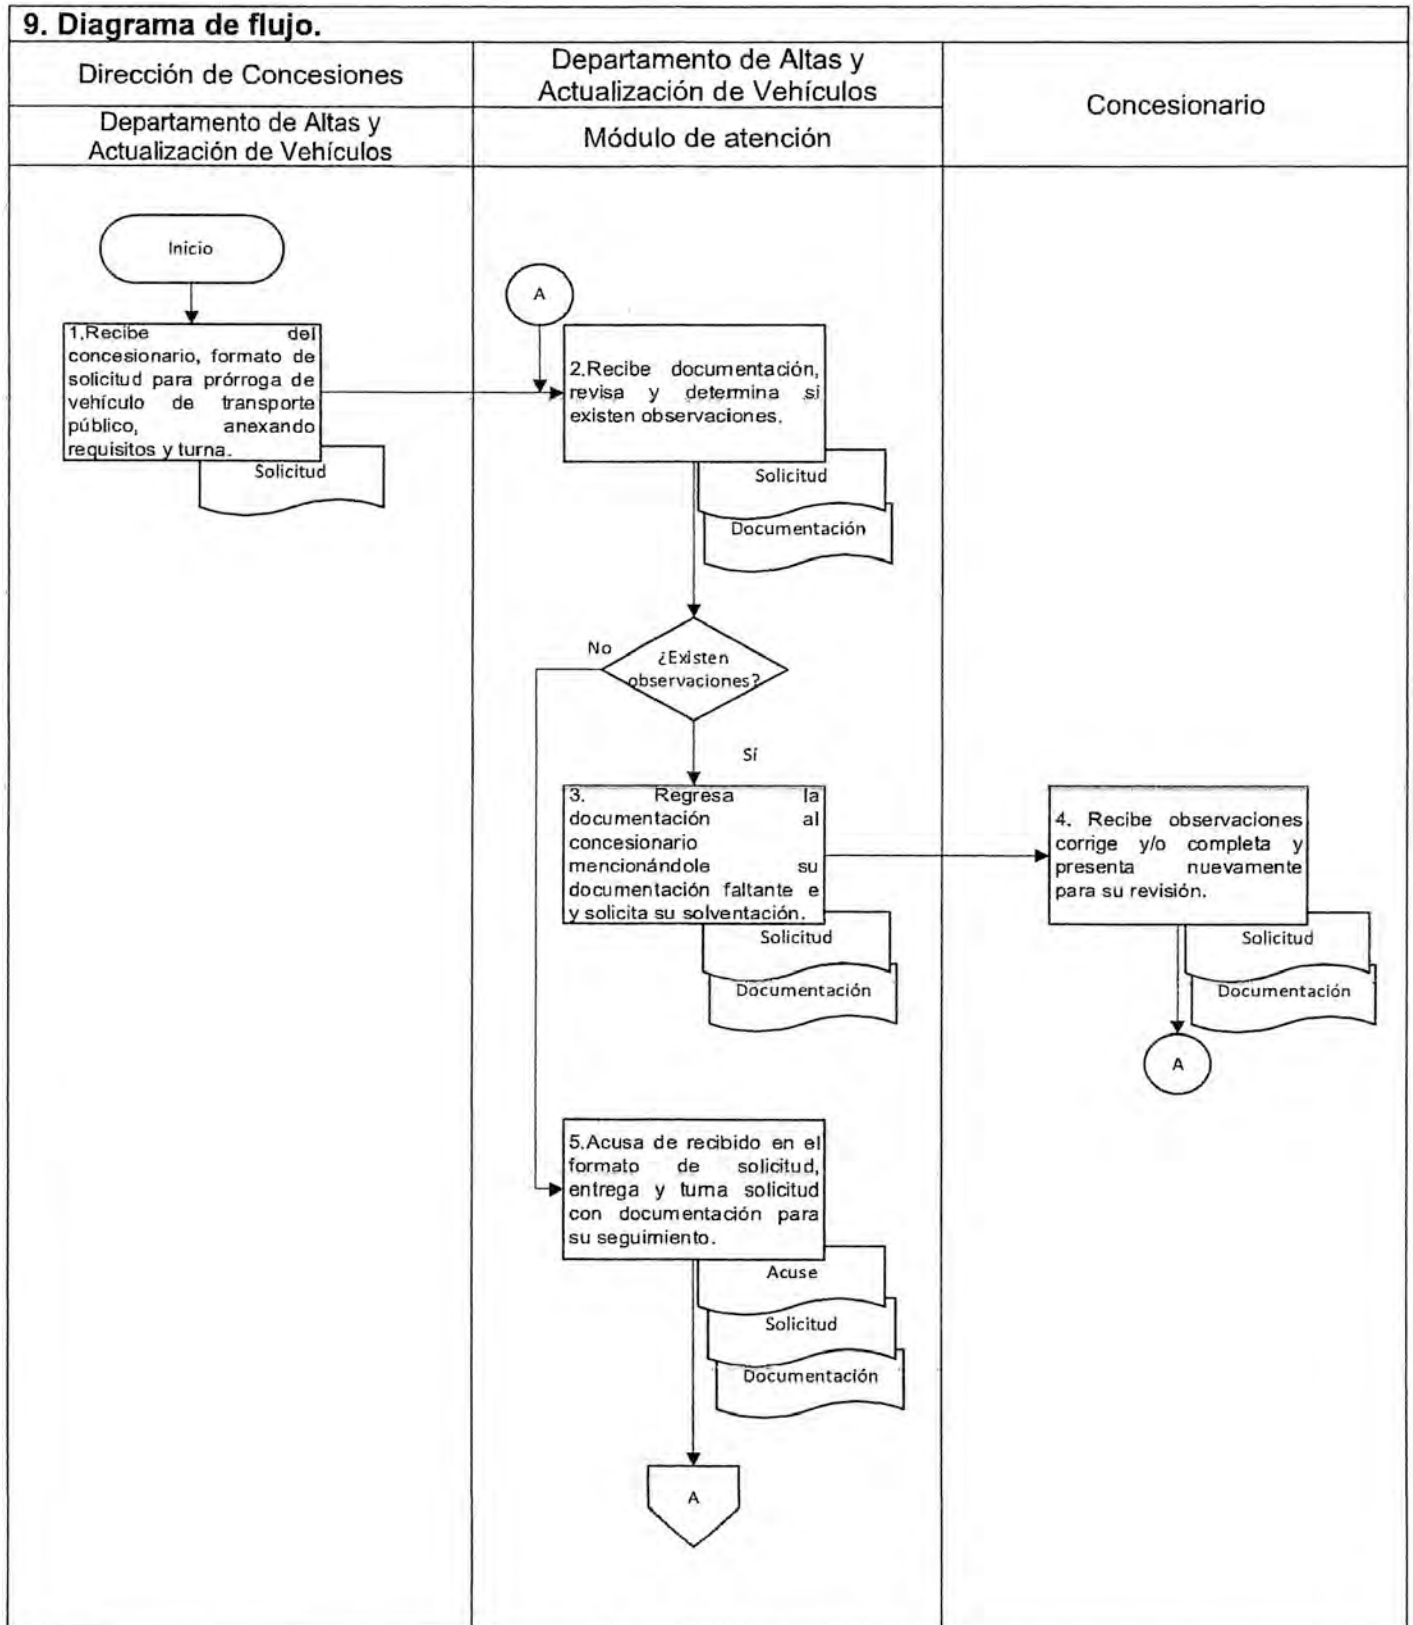 9. Diagrama de flujo.
Dirección de Concesiones
Departamento de Altas y
Actualización de Vehículos
Departamento de Altas y
Actualización de Vehículos
Módulo de atención
Concesionario
Inicio
1.Recibe del
concesionario, formato de
solicitud para prórroga de
vehículo de transporte
público, anexando
requisitos y turna.
Solicitud
A
2.Recibe documentación,
revisa y determina si
existen observaciones.
Solicitud
Documentación
¿Existen
observaciones?
No
Sí
3. Regresa la
documentación al
concesionario
mencionándole su
documentación faltante e
y solicita su solventación.
Solicitud
Documentación
4. Recibe observaciones
corrige y/o completa y
presenta nuevamente
para su revisión.
Solicitud
Documentación
A
5.Acusa de recibido en el
formato de solicitud,
entrega y turna solicitud
con documentación para
su seguimiento.
Acuse
Solicitud
Documentación
A